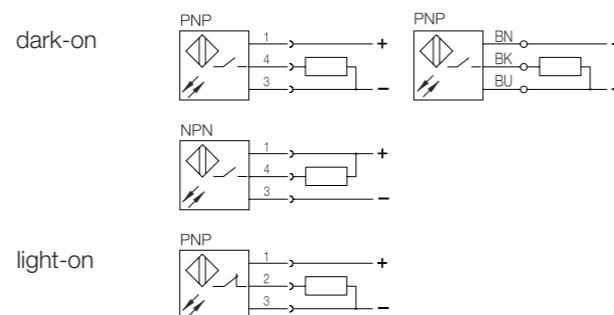 PNP PNP
dark-on
1 + BN
4 BK
3 − BU
NPN
1 +
4
3 −
PNP
light-on
1 +
2
3 −